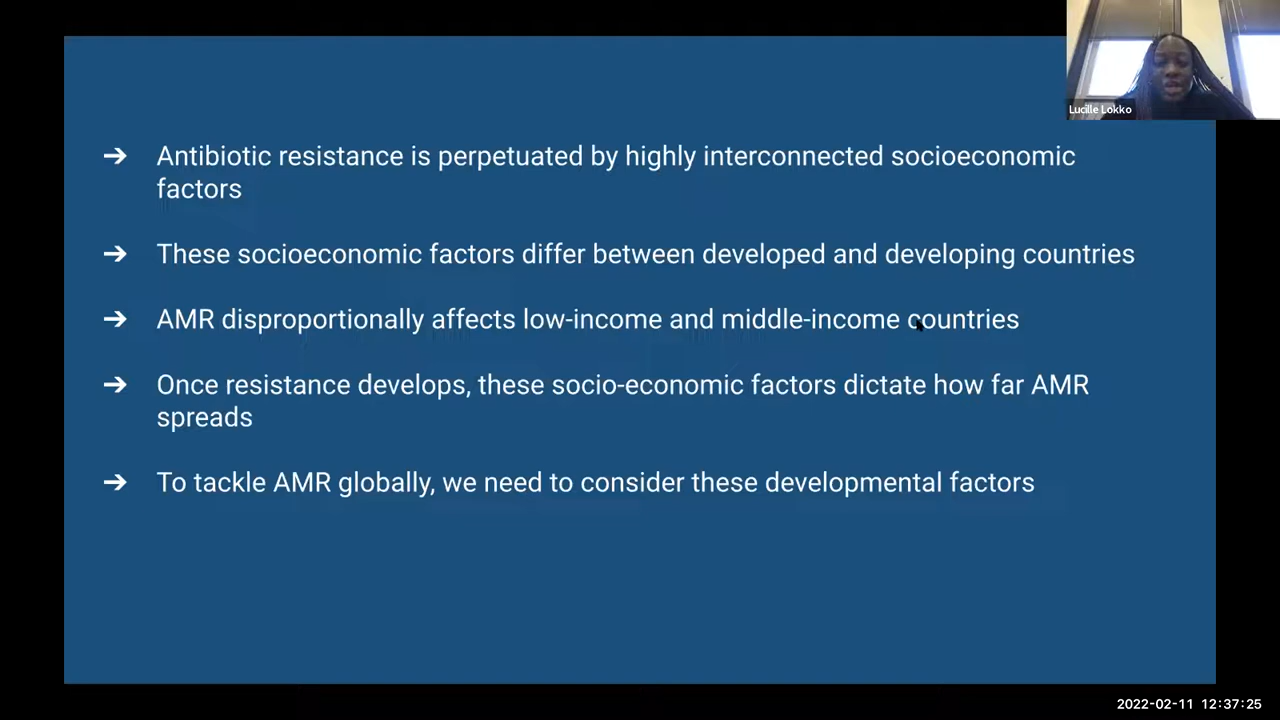 Lucille Lokko
➔ Antibiotic resistance is perpetuated by highly interconnected socioeconomic
factors
➔ These socioeconomic factors differ between developed and developing countries
➔ AMR disproportionally affects low-income and middle-income countries
➔ Once resistance develops, these socio-economic factors dictate how far AMR
spreads
➔ To tackle AMR globally, we need to consider these developmental factors
2022-02-11 12:37:25